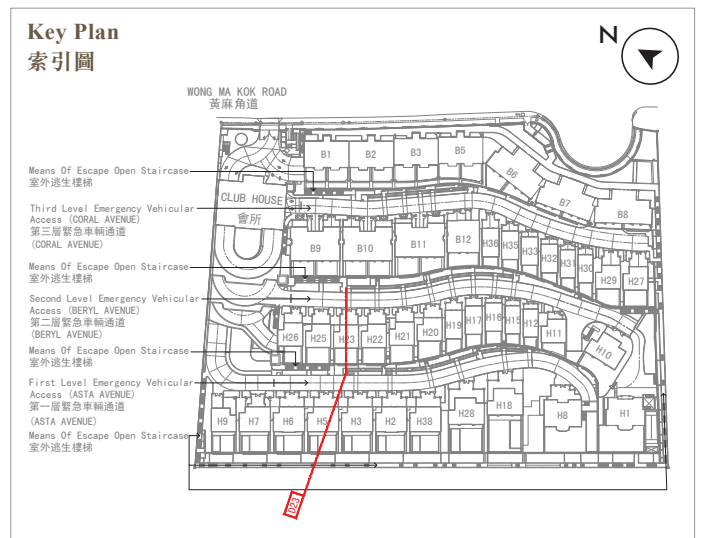 Key Plan
索引圖
N
WONG MA KOK ROAD
黃麻角道
Means Of Escape Open Staircase
室外逃生樓梯
Third Level Emergency Vehicular
Access (CORAL AVENUE)
第三層緊急車輛通道
(CORAL AVENUE)
Means Of Escape Open Staircase
室外逃生樓梯
Second Level Emergency Vehicular
Access (BERYL AVENUE)
第二層緊急車輛通道
(BERYL AVENUE)
Means Of Escape Open Staircase
室外逃生樓梯
First Level Emergency Vehicular
Access (ASTA AVENUE)
第一層緊急車輛通道
(ASTA AVENUE)
Means Of Escape Open Staircase
室外逃生樓梯
CLUB HOUSE
會所
B1 B2 B3 B5
B6 B7 B8
B9 B10 B11 B12 H36 H35 H33 H32 H31 H30 H29 H27
H26 H25 H23 H22 H21 H20 H19 H17 H16 H15 H12 H11 H10
H9 H7 H6 H5 H3 H2 H38 H28 H18 H8 H1
D23